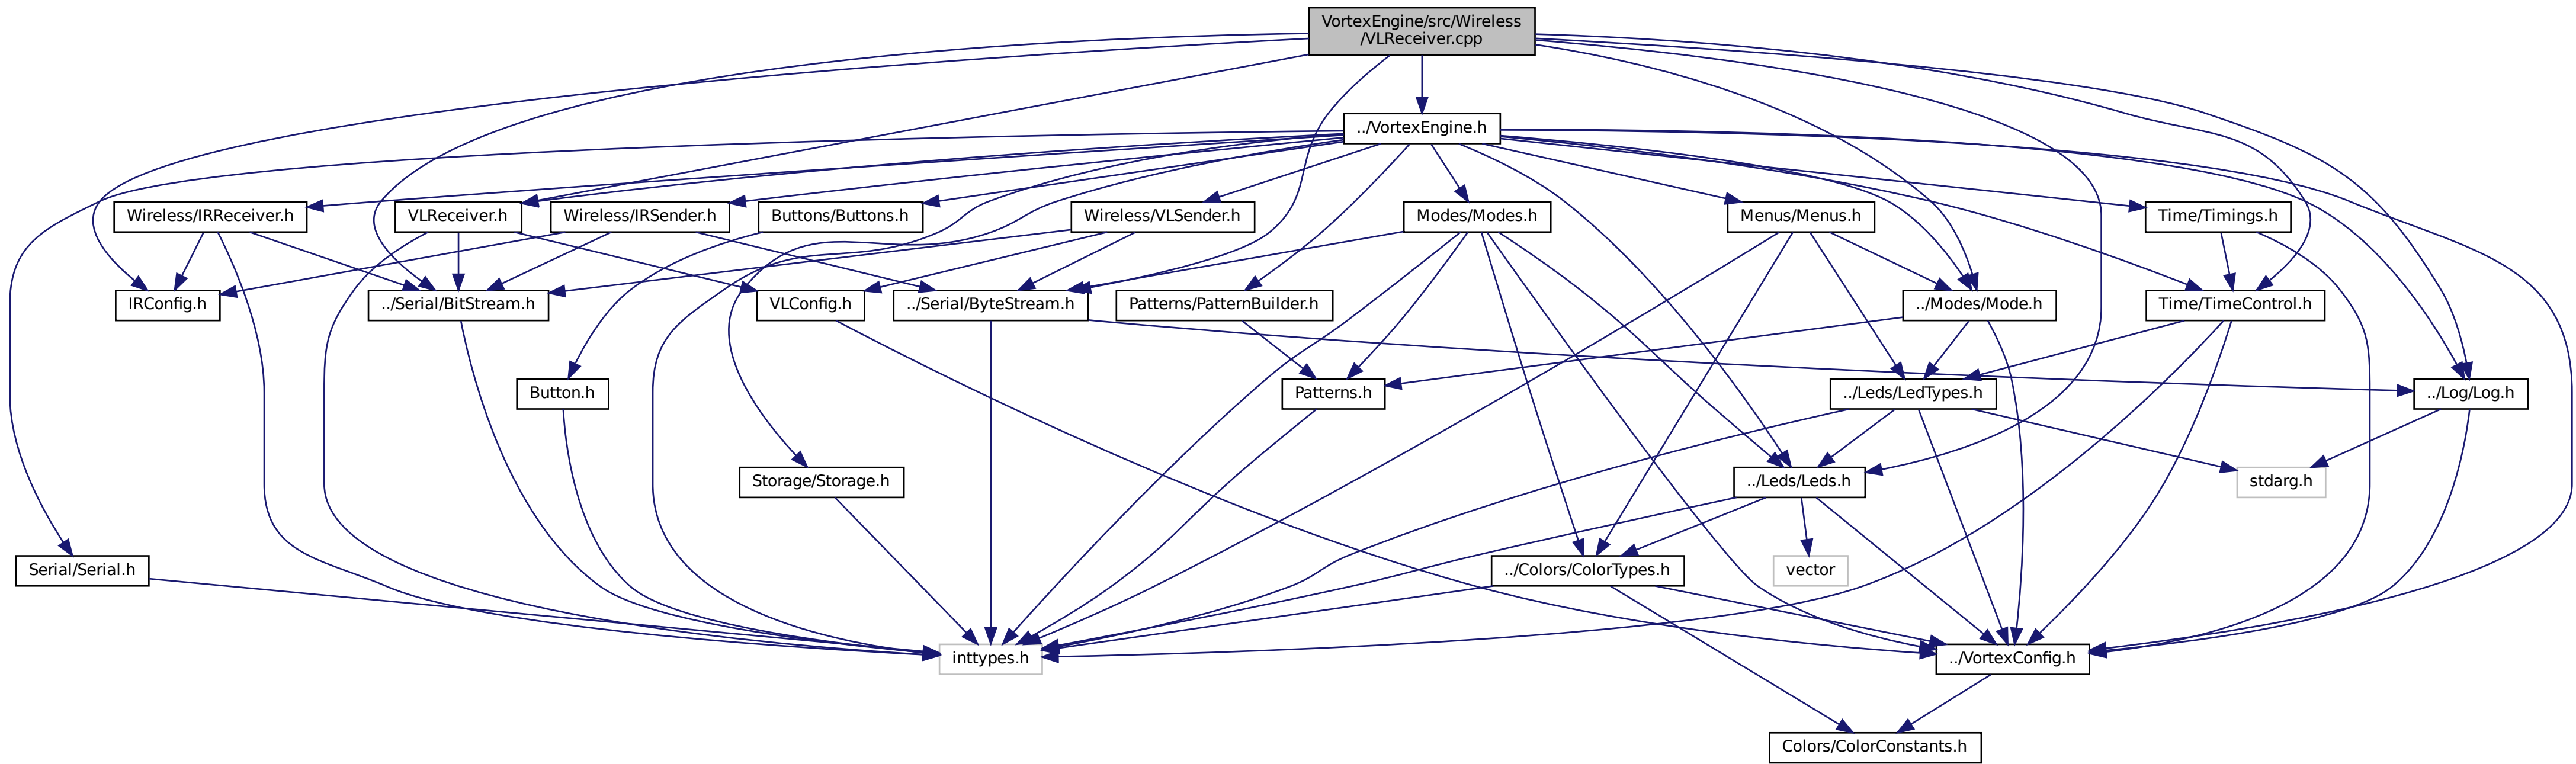 VortexEngine/src/Wireless
/VLReceiver.cpp
../VortexEngine.h
Wireless/IRReceiver.h
VLReceiver.h
Wireless/IRSender.h
Buttons/Buttons.h
Wireless/VLSender.h
Modes/Modes.h
Menus/Menus.h
Time/Timings.h
IRConfig.h
../Serial/BitStream.h
VLConfig.h
../Serial/ByteStream.h
Patterns/PatternBuilder.h
../Modes/Mode.h
Time/TimeControl.h
Button.h
Patterns.h
../Leds/LedTypes.h
../Log/Log.h
Storage/Storage.h
../Leds/Leds.h
stdarg.h
Serial/Serial.h
../Colors/ColorTypes.h
vector
inttypes.h
../VortexConfig.h
Colors/ColorConstants.h